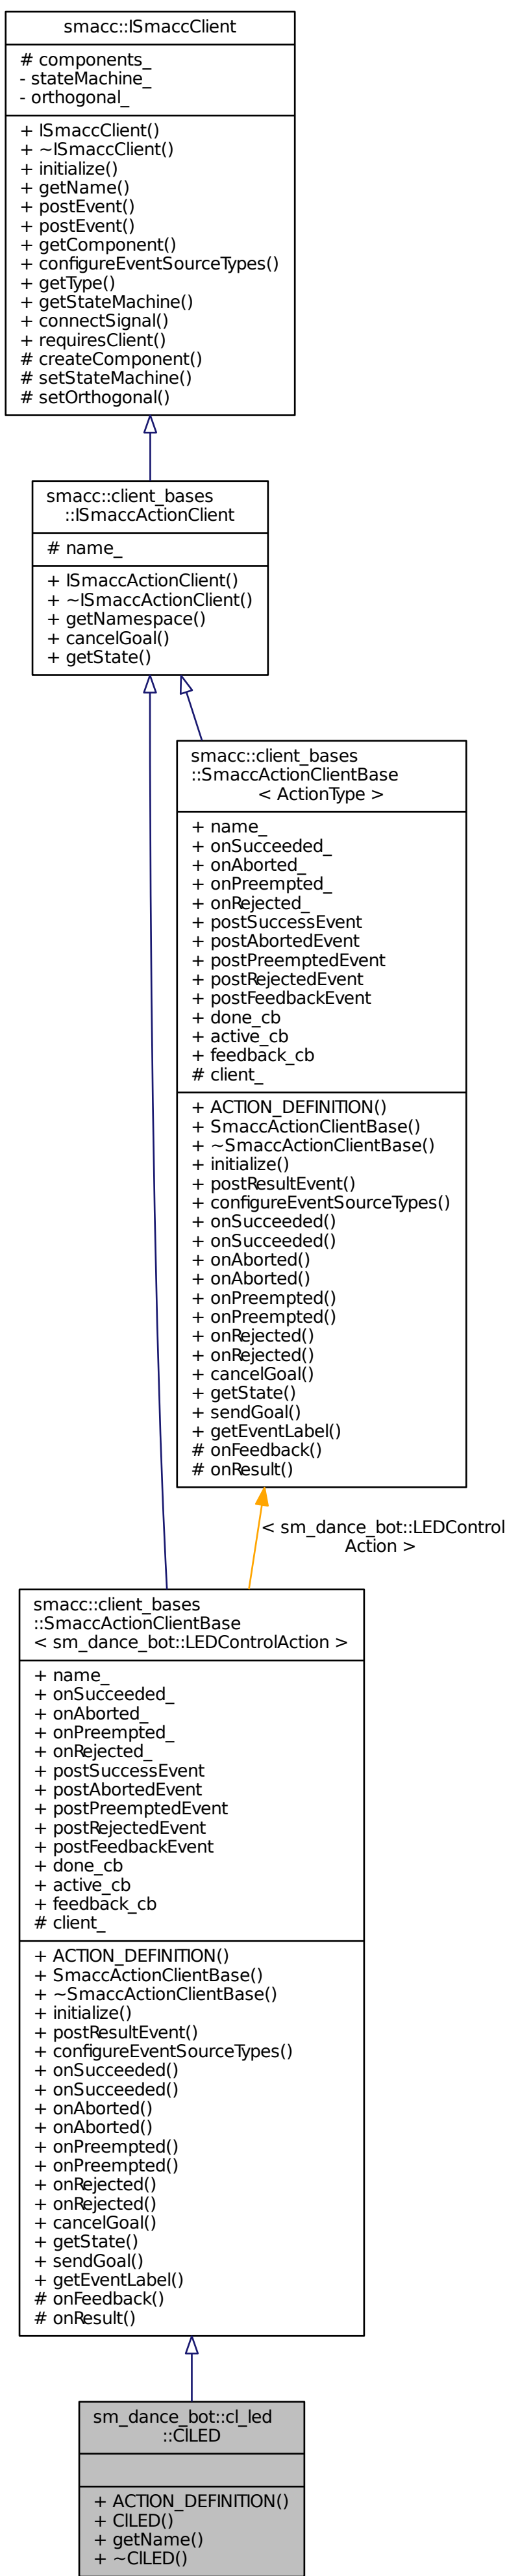 smacc::ISmaccClient
# components_
- stateMachine_
- orthogonal_
+ ISmaccClient()
+ ~ISmaccClient()
+ initialize()
+ getName()
+ postEvent()
+ postEvent()
+ getComponent()
+ configureEventSourceTypes()
+ getType()
+ getStateMachine()
+ connectSignal()
+ requiresClient()
# createComponent()
# setStateMachine()
# setOrthogonal()
smacc::client_bases
::ISmaccActionClient
# name_
+ ISmaccActionClient()
+ ~ISmaccActionClient()
+ getNamespace()
+ cancelGoal()
+ getState()
smacc::client_bases
::SmaccActionClientBase
< ActionType >
+ name_
+ onSucceeded_
+ onAborted_
+ onPreempted_
+ onRejected_
+ postSuccessEvent
+ postAbortedEvent
+ postPreemptedEvent
+ postRejectedEvent
+ postFeedbackEvent
+ done_cb
+ active_cb
+ feedback_cb
# client_
+ ACTION_DEFINITION()
+ SmaccActionClientBase()
+ ~SmaccActionClientBase()
+ initialize()
+ postResultEvent()
+ configureEventSourceTypes()
+ onSucceeded()
+ onSucceeded()
+ onAborted()
+ onAborted()
+ onPreempted()
+ onPreempted()
+ onRejected()
+ onRejected()
+ cancelGoal()
+ getState()
+ sendGoal()
+ getEventLabel()
# onFeedback()
# onResult()
< sm_dance_bot::LEDControl
Action >
smacc::client_bases
::SmaccActionClientBase
< sm_dance_bot::LEDControlAction >
+ name_
+ onSucceeded_
+ onAborted_
+ onPreempted_
+ onRejected_
+ postSuccessEvent
+ postAbortedEvent
+ postPreemptedEvent
+ postRejectedEvent
+ postFeedbackEvent
+ done_cb
+ active_cb
+ feedback_cb
# client_
+ ACTION_DEFINITION()
+ SmaccActionClientBase()
+ ~SmaccActionClientBase()
+ initialize()
+ postResultEvent()
+ configureEventSourceTypes()
+ onSucceeded()
+ onSucceeded()
+ onAborted()
+ onAborted()
+ onPreempted()
+ onPreempted()
+ onRejected()
+ onRejected()
+ cancelGoal()
+ getState()
+ sendGoal()
+ getEventLabel()
# onFeedback()
# onResult()
sm_dance_bot::cl_led
::ClLED
+ ACTION_DEFINITION()
+ ClLED()
+ getName()
+ ~ClLED()